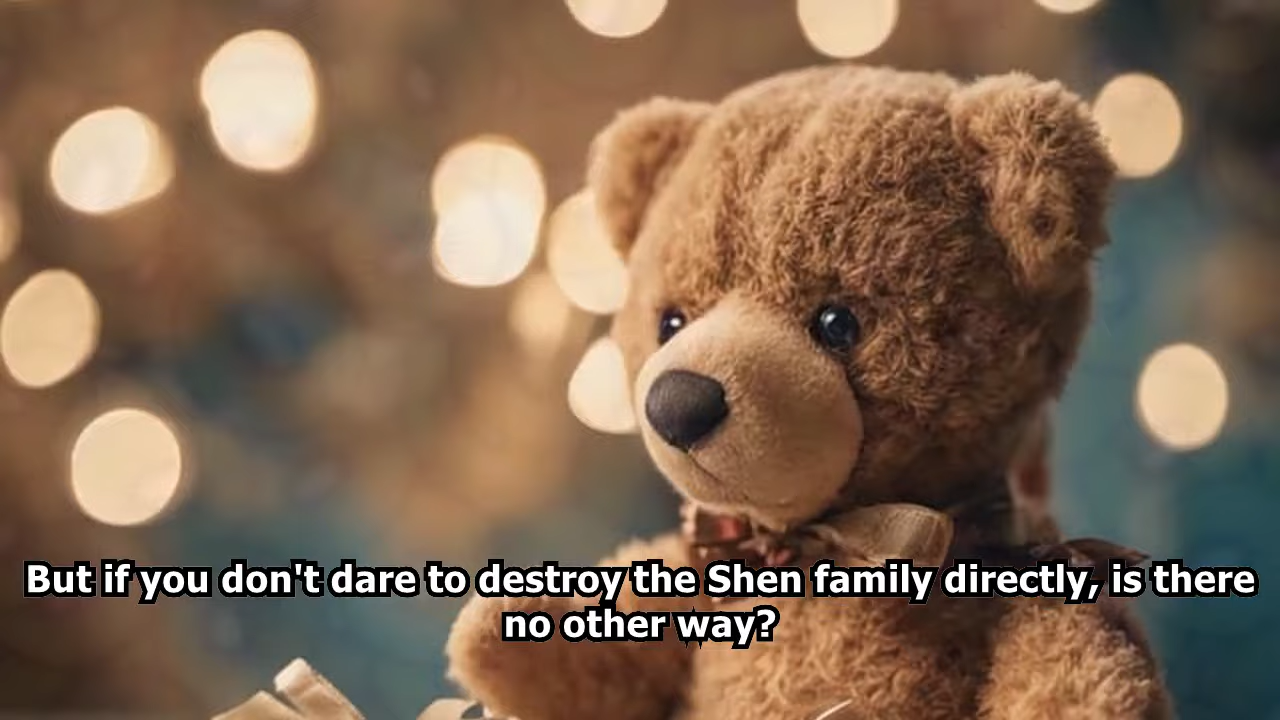 But if you don't dare to destroy the Shen family directly, is there
no other way?